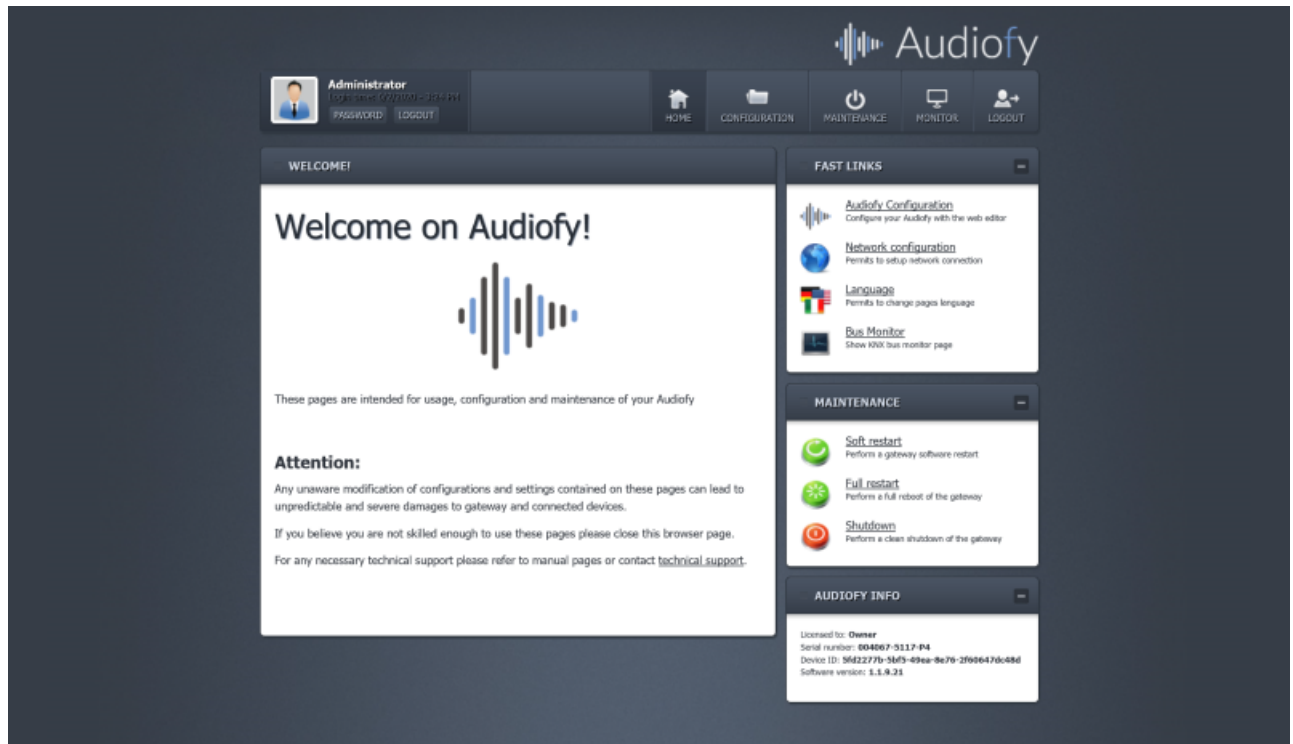 Audiofy
Administrator
PASSWORD LOGOUT
HOME CONFIGURATION MAINTENANCE MONITOR LOGOUT
WELCOME!
Welcome on Audiofy!
These pages are intended for usage, configuration and maintenance of your Audiofy
Attention:
Any unaware modification of configurations and settings contained on these pages can lead to
unpredictable and severe damages to gateway and connected devices.
If you believe you are not skilled enough to use these pages please close this browser page.
For any necessary technical support please refer to manual pages or contact technical support.
FAST LINKS
Audiofy Configuration
Configure your Audiofy with the web editor
Network configuration
Permits to setup network connection
Language
Permits to change pages language
Bus Monitor
Show KNX bus monitor page
MAINTENANCE
Soft restart
Perform a gateway software restart
Full restart
Perform a full reboot of the gateway
Shutdown
Perform a clean shutdown of the gateway
AUDIOFY INFO
Licensed to: Owner
Serial number: 004067-5117-P4
Device ID: 5fd2277b-5bf5-49ea-8e76-2f60647dc48d
Software version: 1.1.9.21